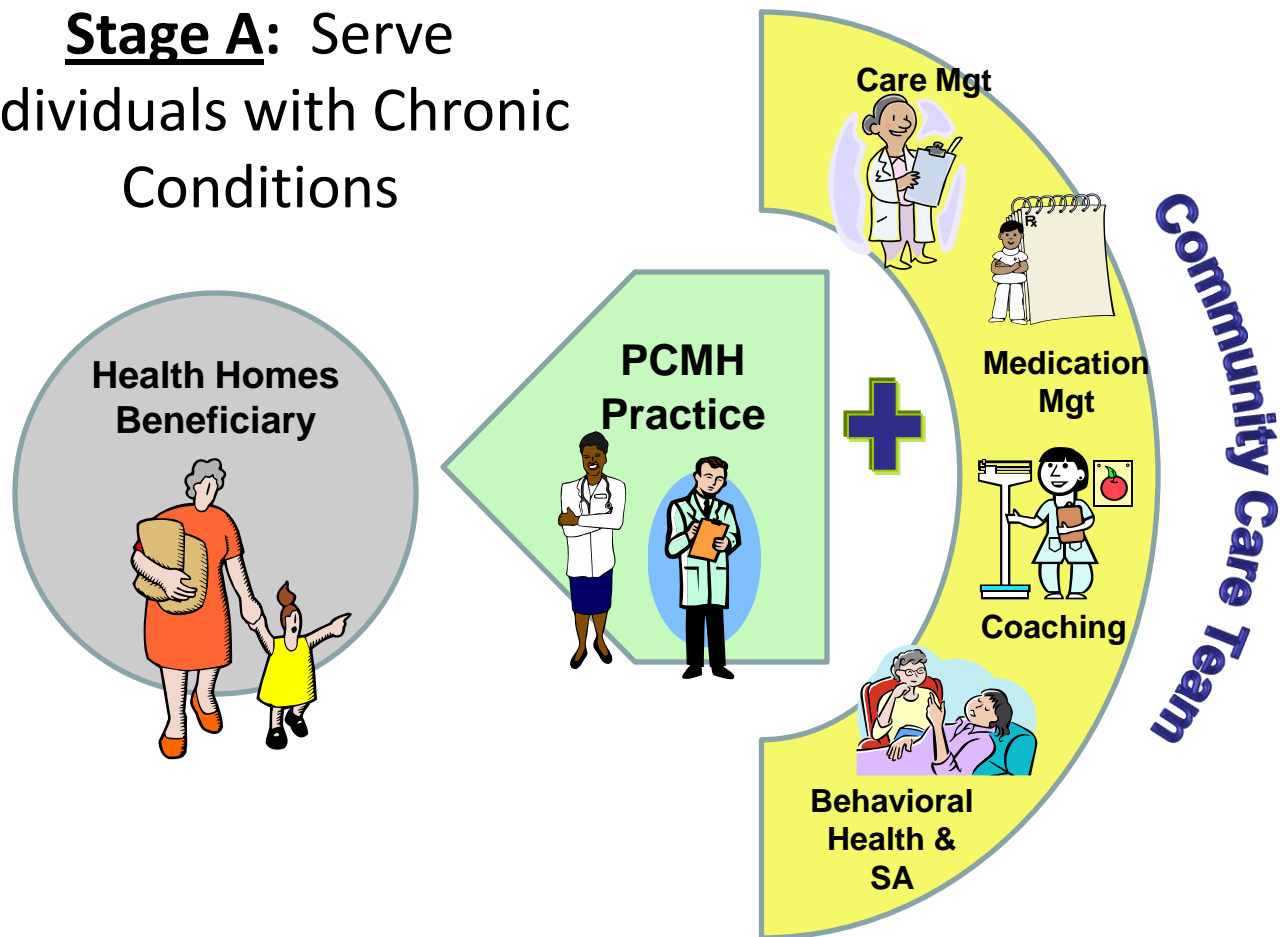 Stage A: Serve
dividuals with Chronic
Conditions
Health Homes
Beneficiary
PCMH
Practice
Care Mgt
Rx
Medication
Mgt
Coaching
Behavioral
Health &
SA
Community Care Team